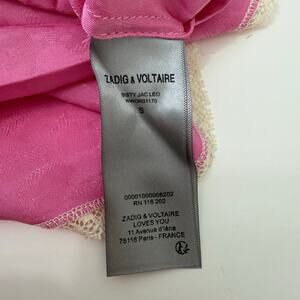 ZADIG & VOLTAIRE
SISTY JAC LEO
WWDR01170
S
00001000006202
RN 116 202
ZADIG & VOLTAIRE
LOVES YOU
11 Avenue d'Iéna
75116 Paris - FRANCE